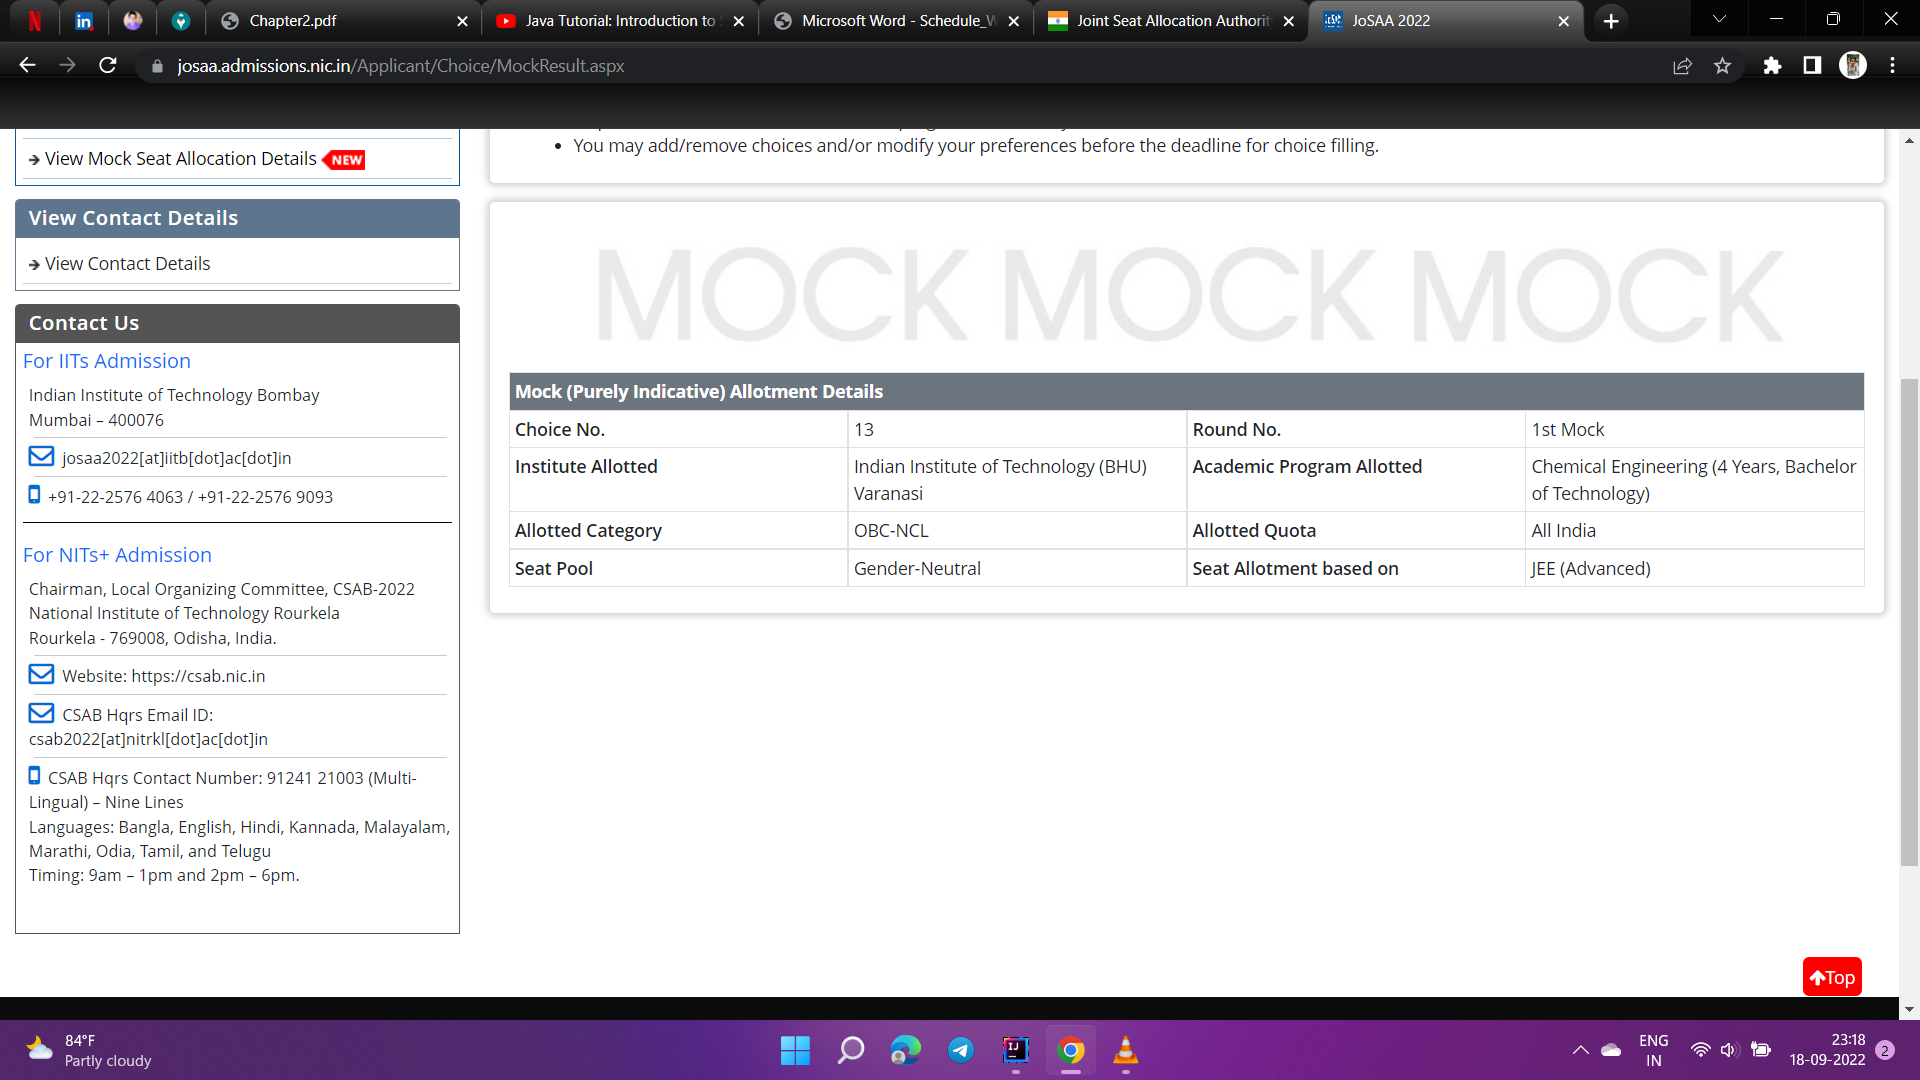 Chapter2.pdf
Java Tutorial: Introduction to
Microsoft Word - Schedule_W
Joint Seat Allocation Authorit
JoSAA 2022
josaa.admissions.nic.in/Applicant/Choice/MockResult.aspx
View Mock Seat Allocation Details NEW
View Contact Details
View Contact Details
Contact Us
For IITs Admission
Indian Institute of Technology Bombay
Mumbai – 400076
josaa2022[at]iitb[dot]ac[dot]in
+91-22-2576 4063 / +91-22-2576 9093
For NITs+ Admission
Chairman, Local Organizing Committee, CSAB-2022
National Institute of Technology Rourkela
Rourkela - 769008, Odisha, India.
Website: https://csab.nic.in
CSAB Hqrs Email ID:
csab2022[at]nitrkl[dot]ac[dot]in
CSAB Hqrs Contact Number: 91241 21003 (Multi-
Lingual) – Nine Lines
Languages: Bangla, English, Hindi, Kannada, Malayalam,
Marathi, Odia, Tamil, and Telugu
Timing: 9am – 1pm and 2pm – 6pm.
• You may add/remove choices and/or modify your preferences before the deadline for choice filling.
MOCK MOCK MOCK
Mock (Purely Indicative) Allotment Details
Choice No. 13 Round No. 1st Mock
Institute Allotted Indian Institute of Technology (BHU) Academic Program Allotted Chemical Engineering (4 Years, Bachelor
Varanasi of Technology)
Allotted Category OBC-NCL Allotted Quota All India
Seat Pool Gender-Neutral Seat Allotment based on JEE (Advanced)
Top
84°F
Partly cloudy
ENG
IN
23:18
18-09-2022
2